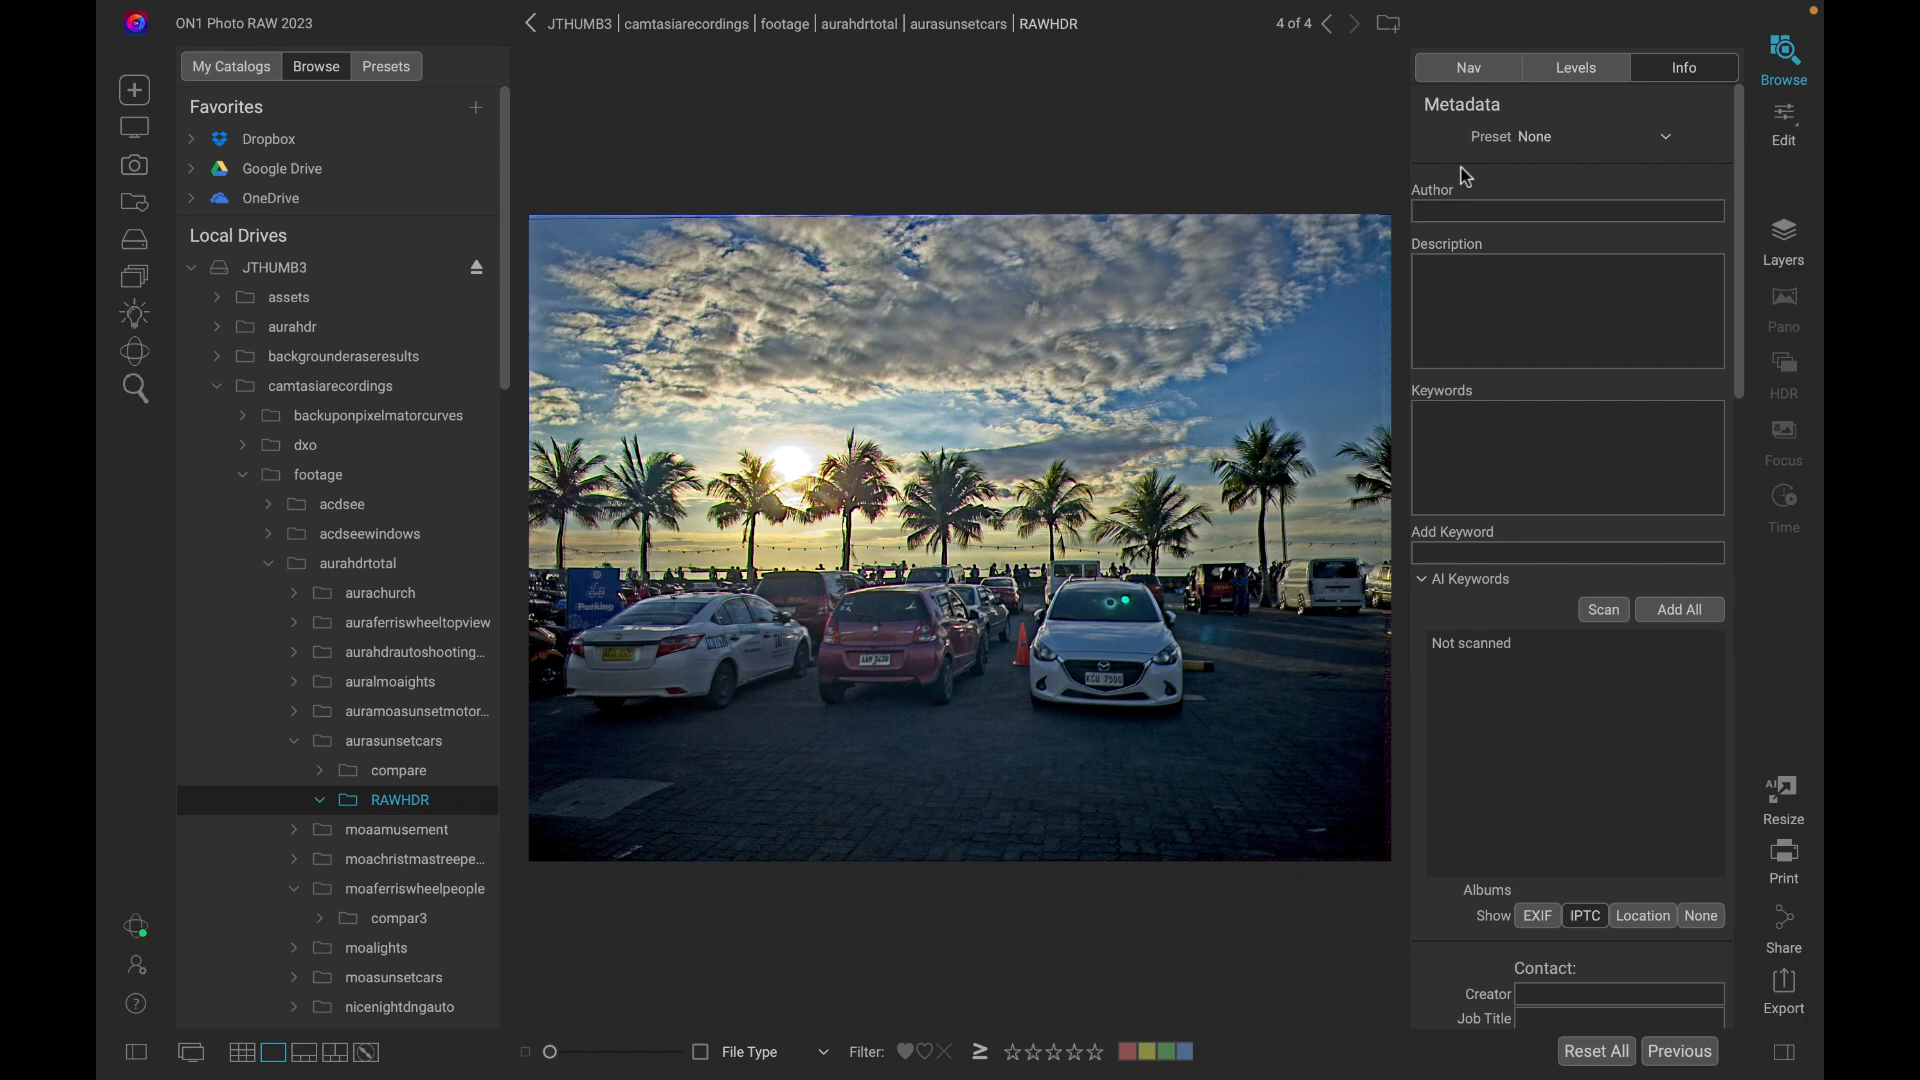 ON1 Photo RAW 2023
JTHUMB3 | camtasiarecordings | footage | aurahdrtotal | aurasunsetcars | RAWHDR
4 of 4
My Catalogs
Browse
Presets
Favorites
Dropbox
Google Drive
OneDrive
Local Drives
JTHUMB3
assets
aurahdr
backgrounderaseresults
camtasiarecordings
backuponpixelmatorcurves
dxo
footage
acdsee
acdseewindows
aurahdrtotal
aurachurch
auraferriswheeltopview
aurahdrautoshooting...
auralmoaights
auramoasunsetmotor...
aurasunsetcars
compare
RAWHDR
moaamusement
moachristmastreepe...
moaferriswheelpeople
compar3
moalights
moasunsetcars
nicenightdngauto
Parking
KCU 7500
File Type
Filter:
Nav
Levels
Info
Metadata
Preset None
Author
Description
Keywords
Add Keyword
AI Keywords
Scan
Add All
Not scanned
Albums
Show EXIF IPTC Location None
Contact:
Creator
Job Title
Reset All
Previous
Browse
Edit
Layers
Pano
HDR
Focus
Time
AI
Resize
Print
Share
Export